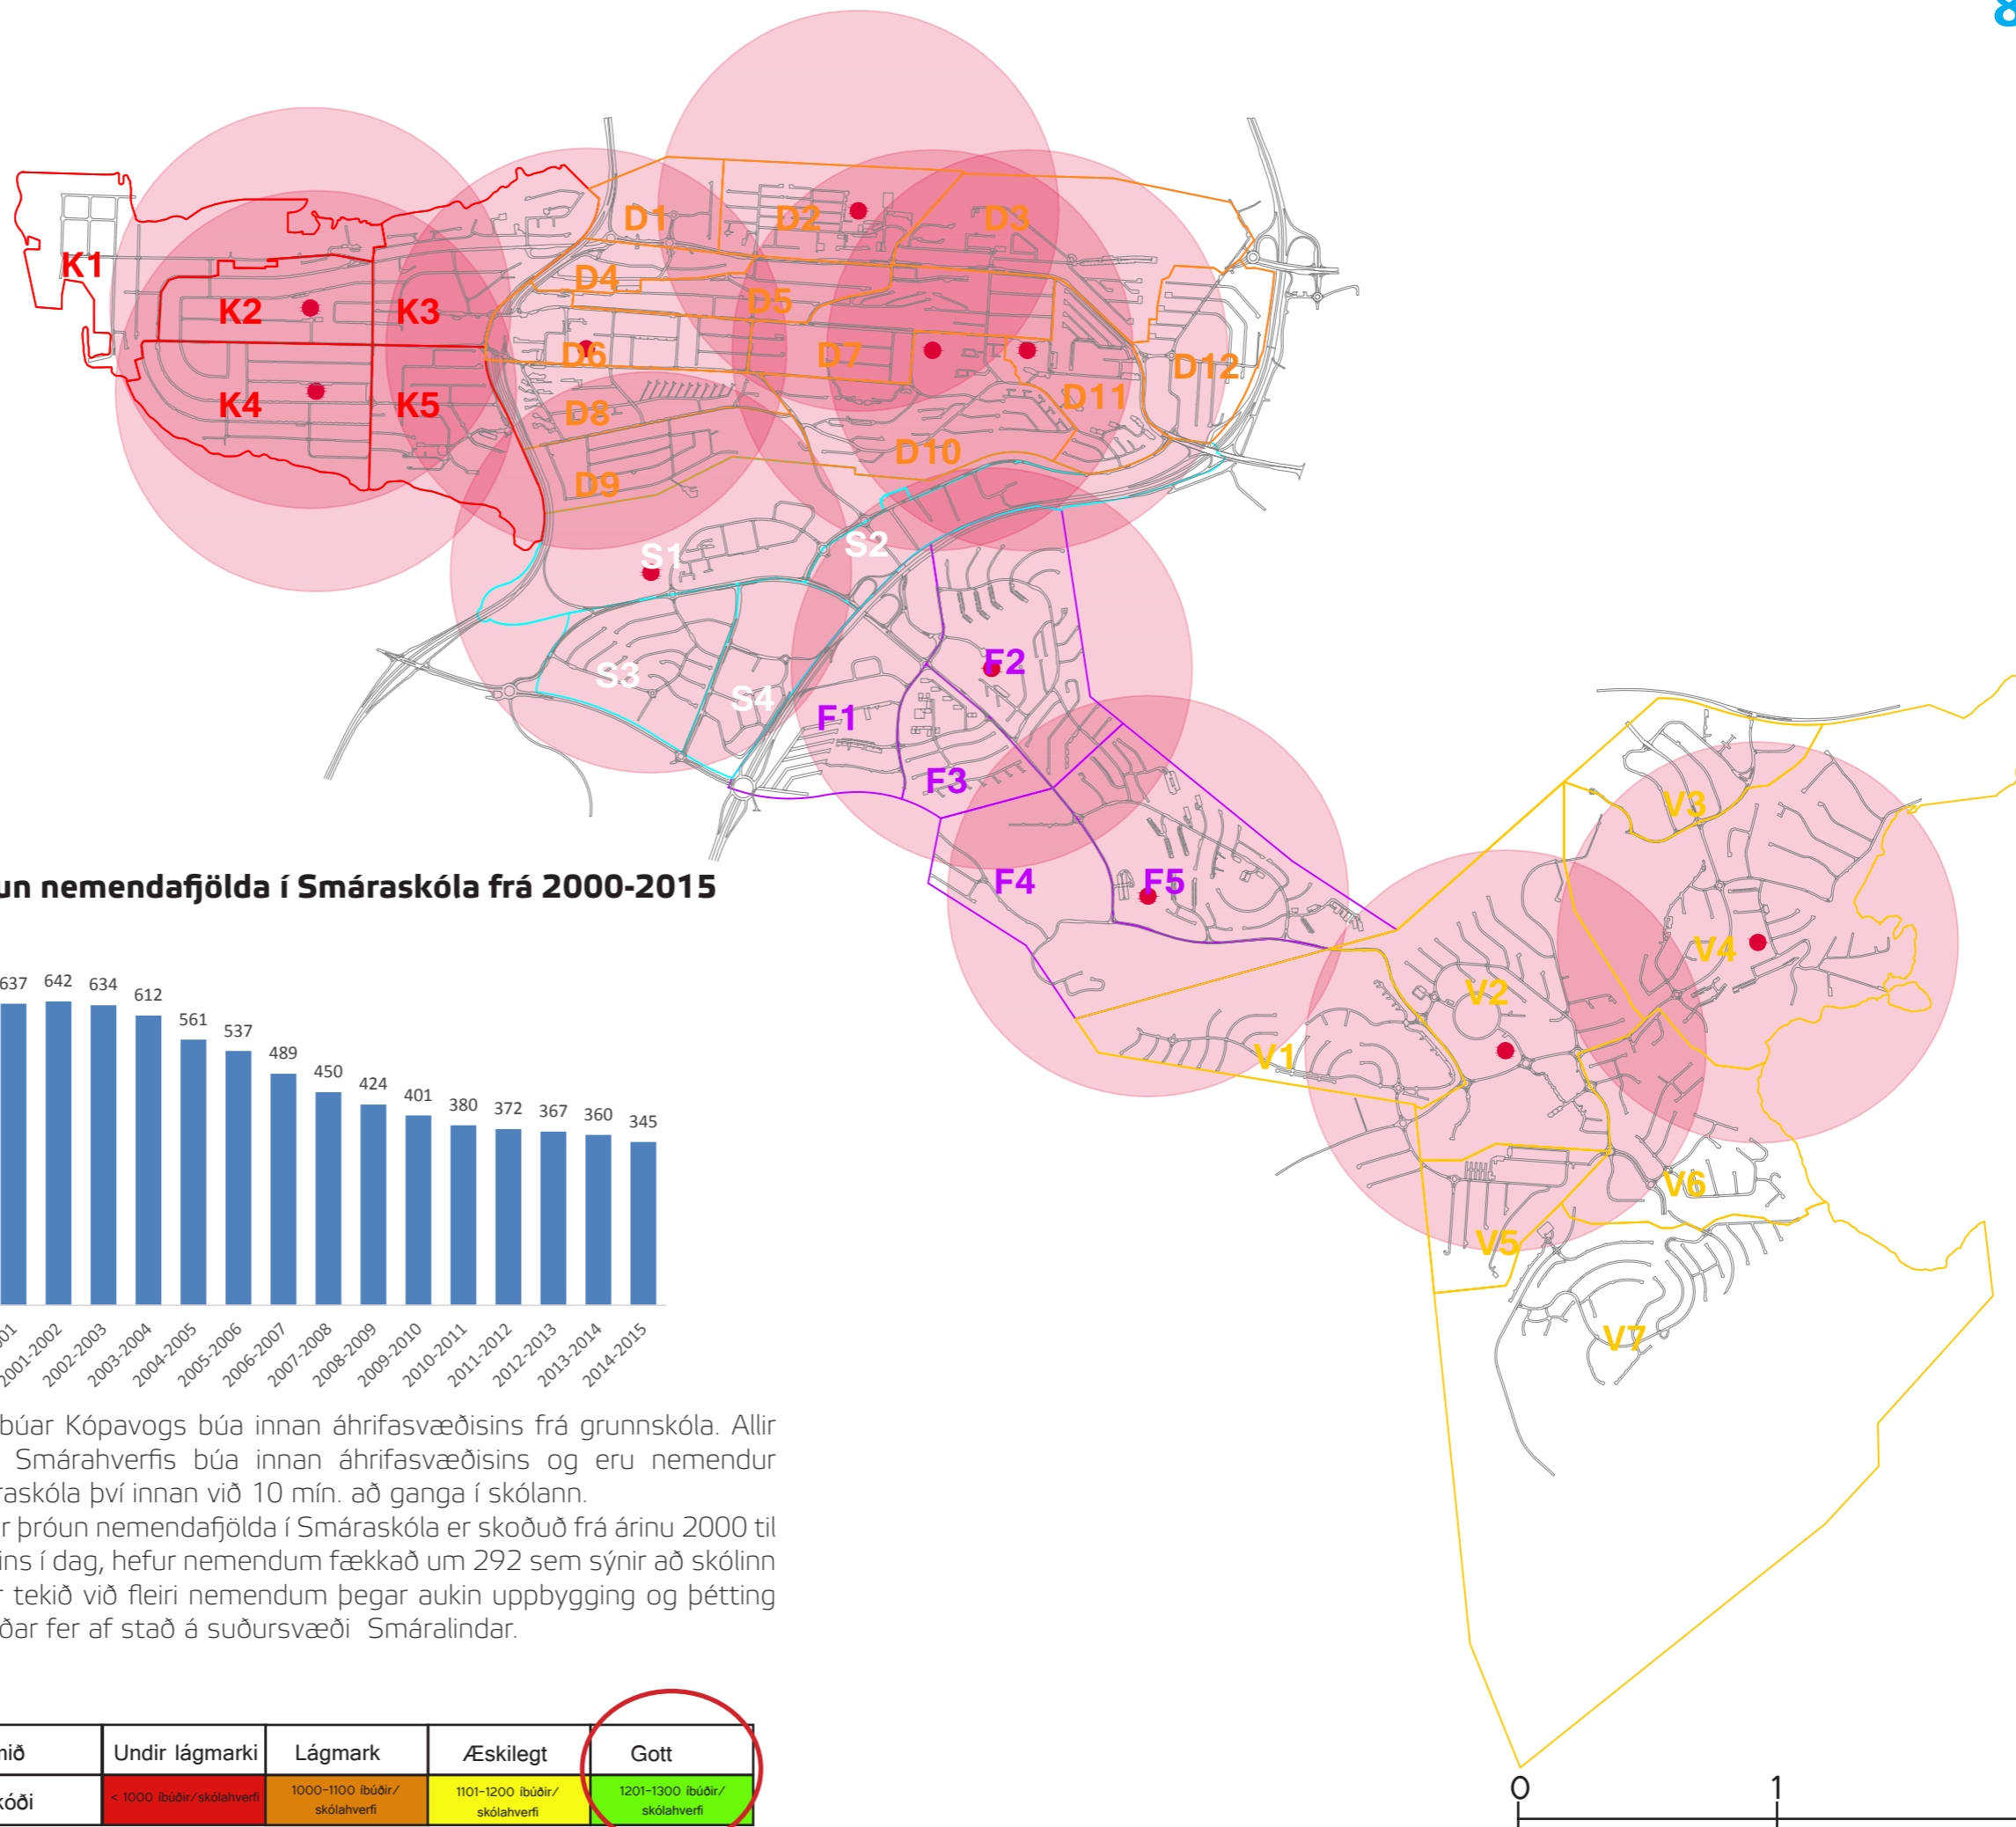 8
K1
K2
K3
K4
K5
D1
D2
D3
D4
D5
D6
D7
D8
D9
D10
D11
D12
S1
S2
S3
S4
F1
F2
F3
F4
F5
V1
V2
V3
V4
V5
V6
V7
un nemendafjölda í Smáraskóla frá 2000-2015
637 642 634 612 561 537 489 450 424 401 380 372 367 360 345
001 2001-2002 2002-2003 2003-2004 2004-2005 2005-2006 2006-2007 2007-2008 2008-2009 2009-2010 2010-2011 2011-2012 2012-2013 2013-2014 2014-2015
búar Kópavogs búa innan áhrifasvæðisins frá grunnskóla. Allir
Smárahverfis búa innan áhrifasvæðisins og eru nemendur
raskóla því innan við 10 mín. að ganga í skólann.
r þróun nemendafjölda í Smáraskóla er skoðuð frá árinu 2000 til
ins í dag, hefur nemendum fækkað um 292 sem sýnir að skólinn
r tekið við fleiri nemendum þegar aukin uppbygging og þétting
ðar fer af stað á suðursvæði Smáralindar.
nið Undir lágmarki Lágmark Æskilegt Gott
kóði < 1000 íbúðir/skólahverfi 1000-1100 íbúðir/ 1101-1200 íbúðir/ 1201-1300 íbúðir/
skólahverfi skólahverfi skólahverfi
0 1